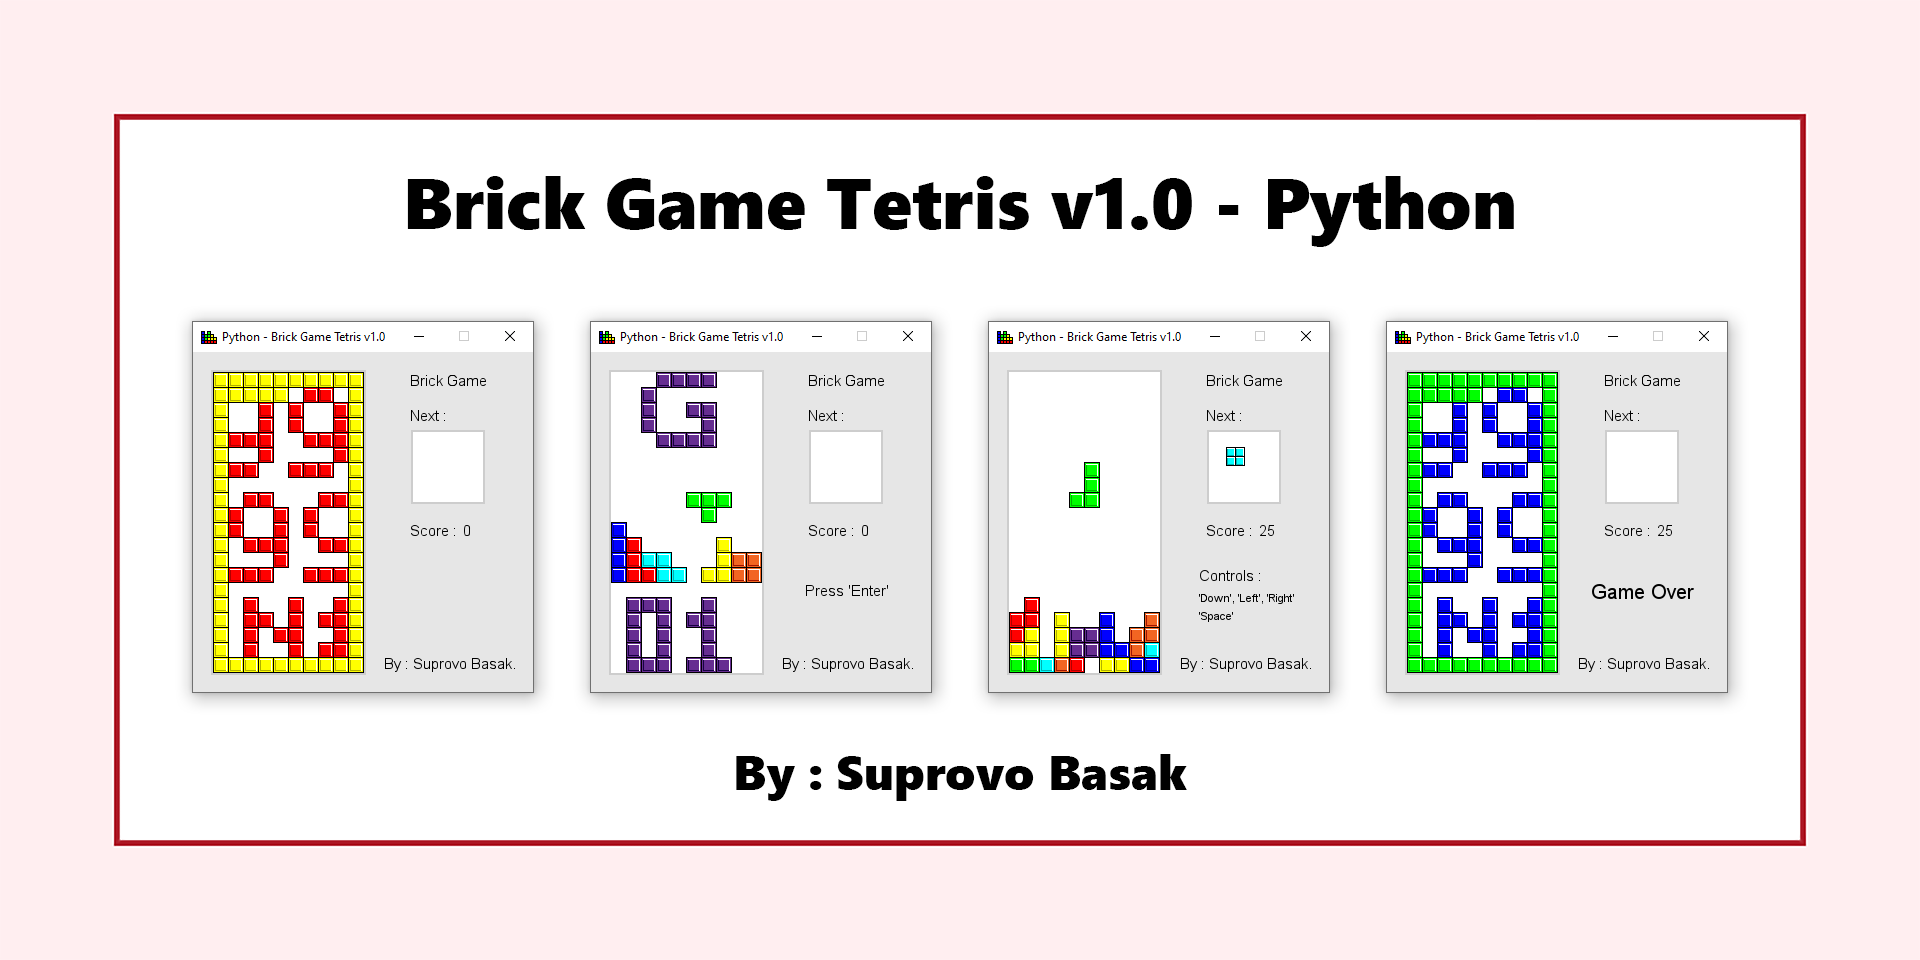 Brick Game Tetris v1.0 - Python
Python - Brick Game Tetris v1.0
Brick Game
Next :
Score : 0
By : Suprovo Basak.
Python - Brick Game Tetris v1.0
G
Brick Game
Next :
Score : 0
Press 'Enter'
01
By : Suprovo Basak.
Python - Brick Game Tetris v1.0
Brick Game
Next :
Score : 25
Controls :
'Down', 'Left', 'Right'
'Space'
By : Suprovo Basak.
Python - Brick Game Tetris v1.0
Brick Game
Next :
Score : 25
Game Over
By : Suprovo Basak.
By : Suprovo Basak